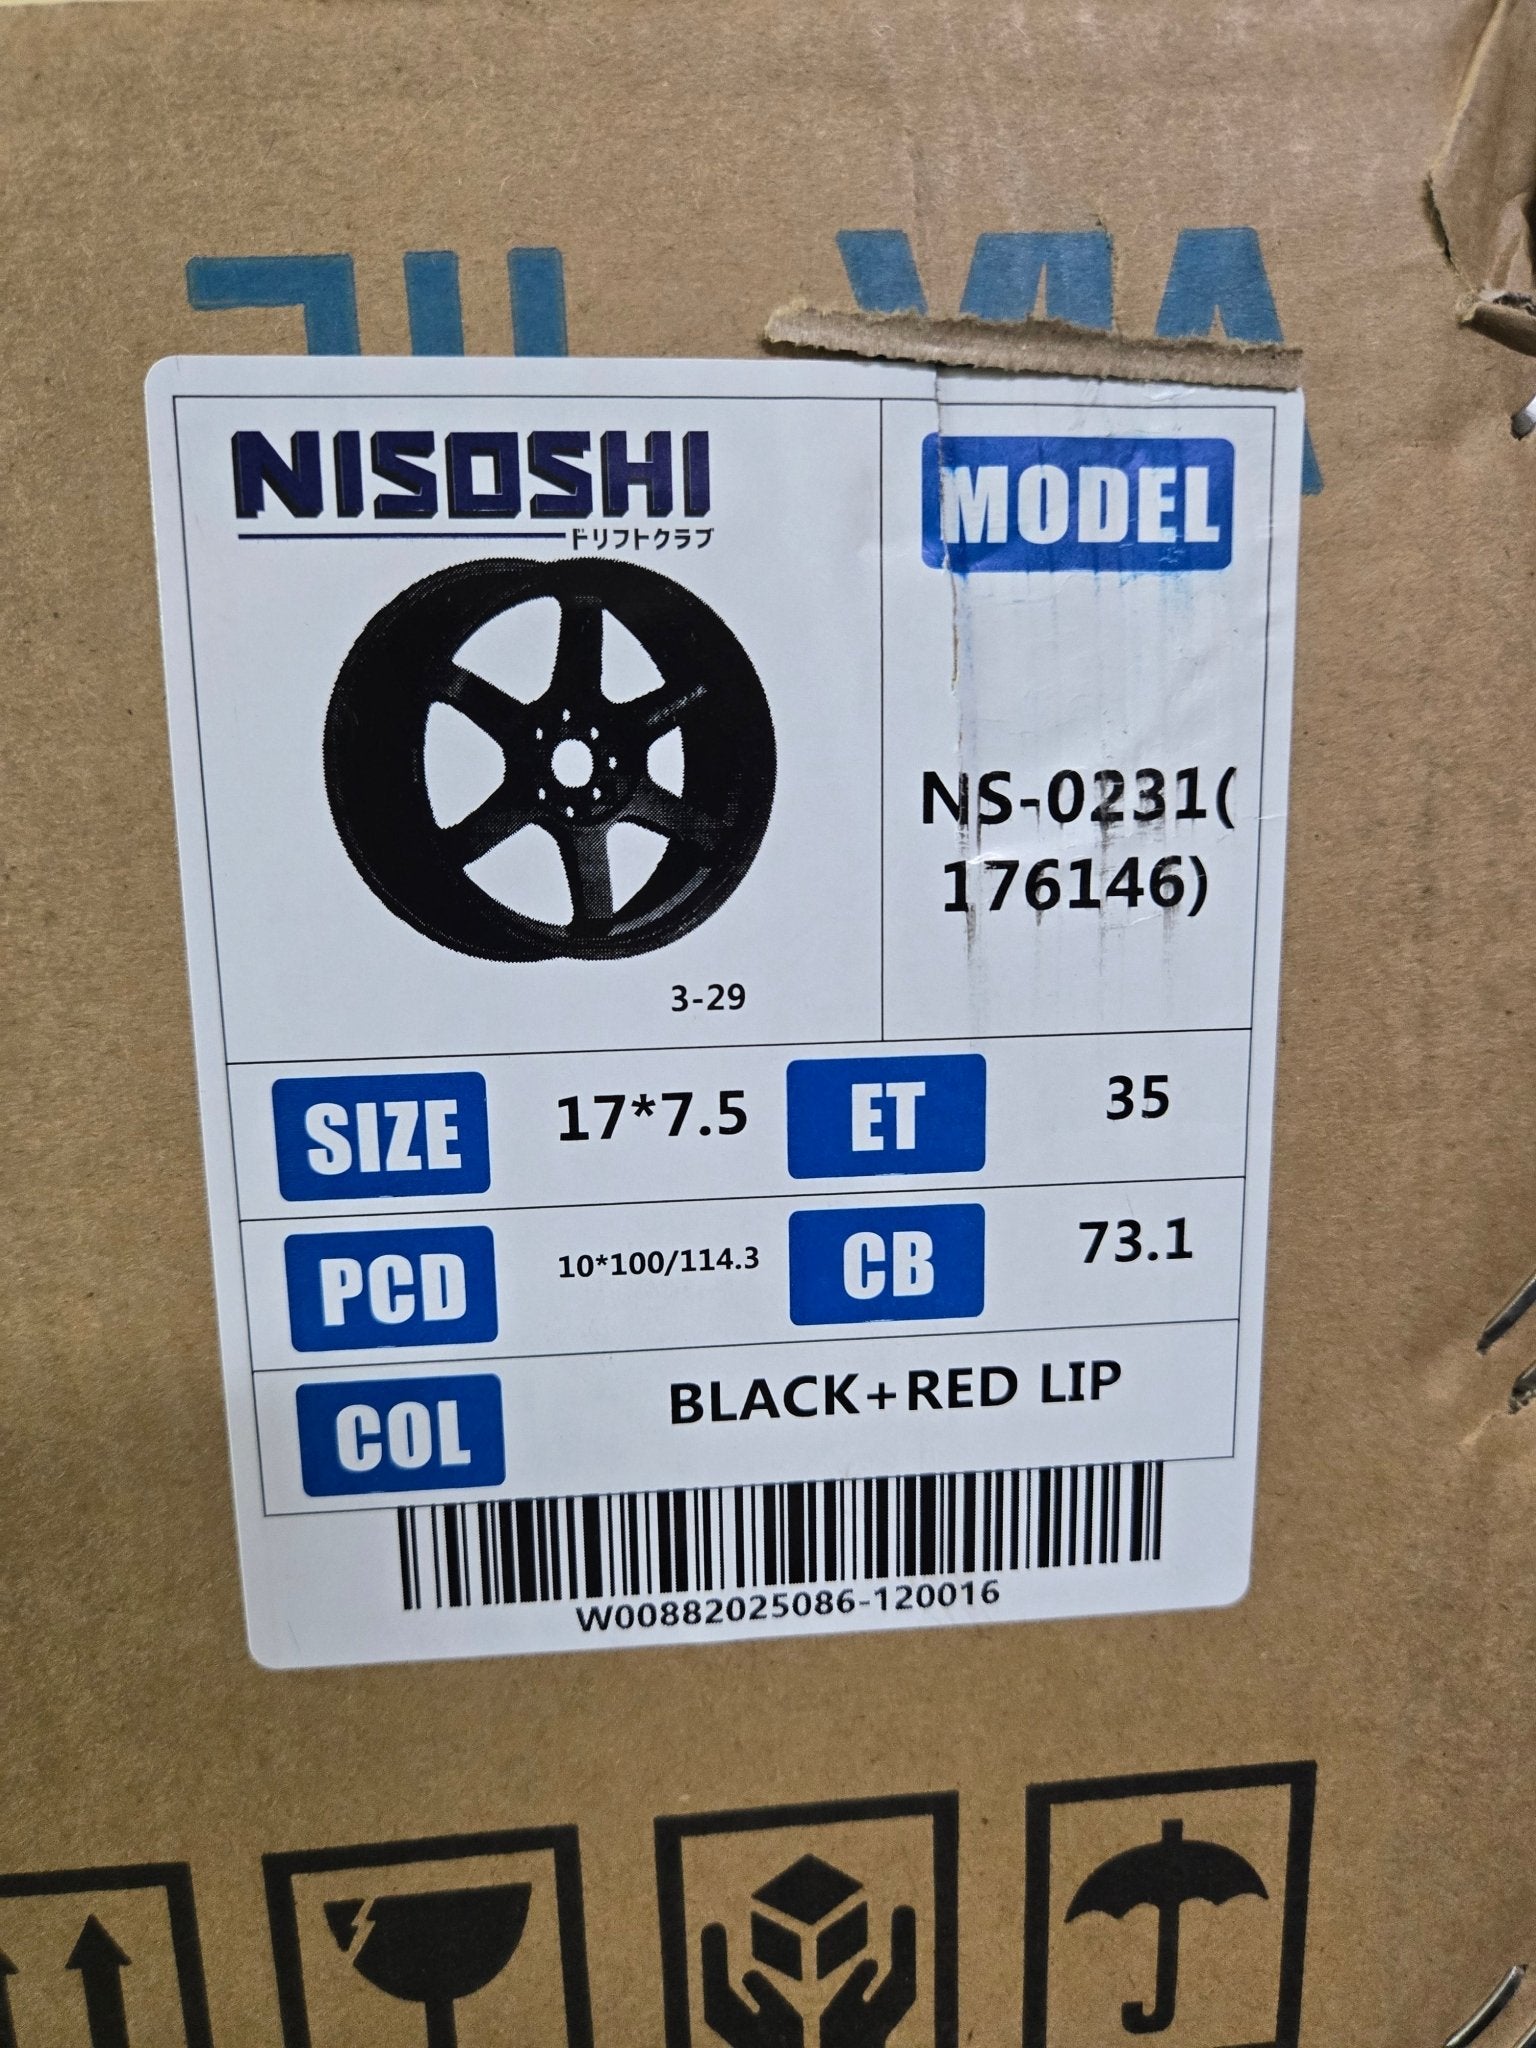 NISOSHI
ドリフトクラブ
3-29
MODEL
NS-0231(
176146)
SIZE 17*7.5 ET 35
PCD 10*100/114.3 CB 73.1
COL BLACK+RED LIP
W00882025086-120016